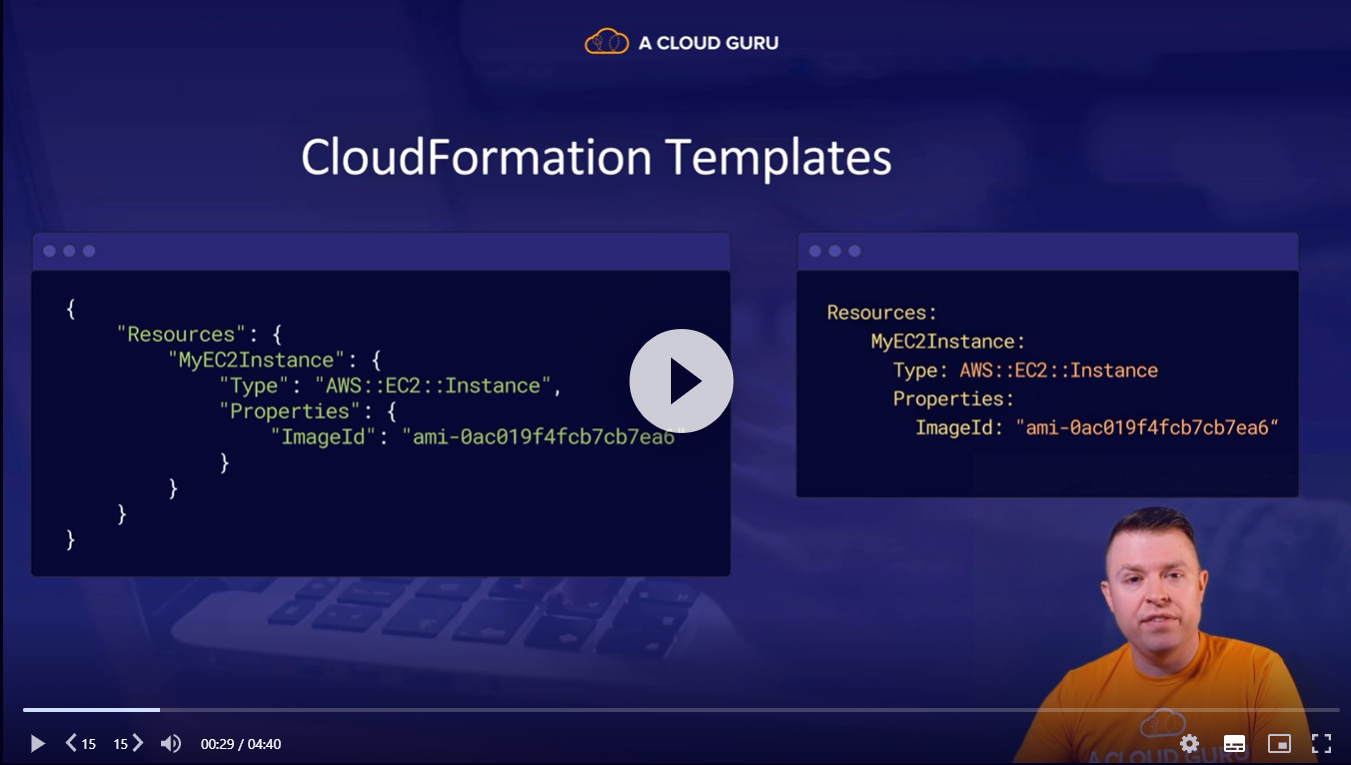 A CLOUD GURU
CloudFormation Templates
{
"Resources": {
"MyEC2Instance": {
"Type": "AWS::EC2::Instance",
"Properties": {
"ImageId": "ami-0ac019f4fcb7cb7ea6"
}
}
}
}
Resources:
MyEC2Instance:
Type: AWS::EC2::Instance
Properties:
ImageId: "ami-0ac019f4fcb7cb7ea6“
A CLOUD GURU
15 15 00:29 / 04:40